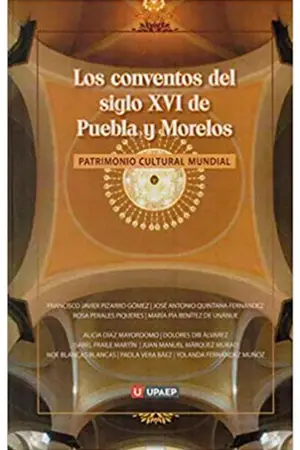 Los conventos del
siglo XVI de
Puebla y Morelos
PATRIMONIO CULTURAL MUNDIAL
FRANCISCO JAVIER PIZARRO GÓMEZ | JOSÉ ANTONIO QUINTANA FERNÁNDEZ
ROSA PERALES PIQUERES | MARÍA PÍA BENÍTEZ DE UNÁNUE
ALICIA DÍAZ MAYORDOMO | DOLORES DIB ÁLVAREZ
ISABEL FRAILE MARTÍN | JUAN MANUEL MÁRQUEZ MURAD
NOÉ BLANCAS BLANCAS | PAOLA VERA BÁEZ | YOLANDA FERNÁNDEZ MUÑOZ
U UPAEP